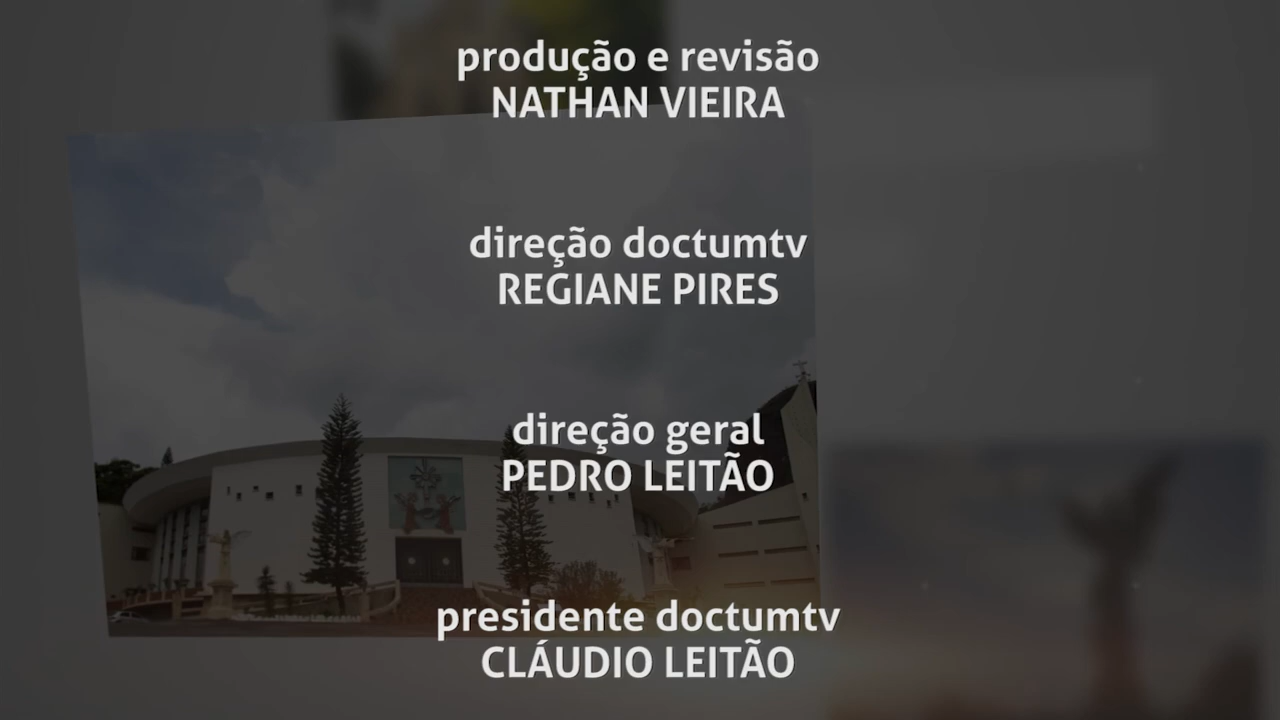 produção e revisão
NATHAN VIEIRA
direção doctumtv
REGIANE PIRES
direção geral
PEDRO LEITÃO
presidente doctumtv
CLÁUDIO LEITÃO